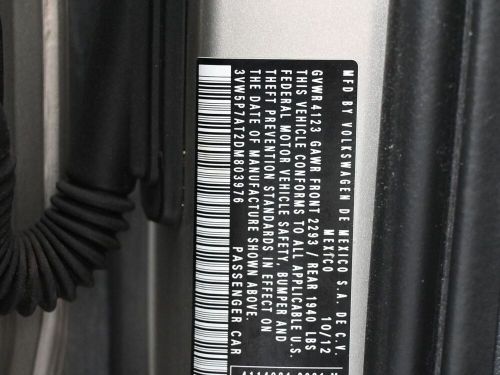 MFD BY VOLKSWAGEN DE MEXICO S.A. DE C.V.
MEXICO 10/12
GVWR 4123 GAWR FRONT 2293 / REAR 1940 LBS
THIS VEHICLE CONFORMS TO ALL APPLICABLE U.S.
FEDERAL MOTOR VEHICLE SAFETY, BUMPER AND
THEFT PREVENTION STANDARDS IN EFFECT ON
THE DATE OF MANUFACTURE SHOWN ABOVE.
3VW5P7AT2DM803976 PASSENGER CAR